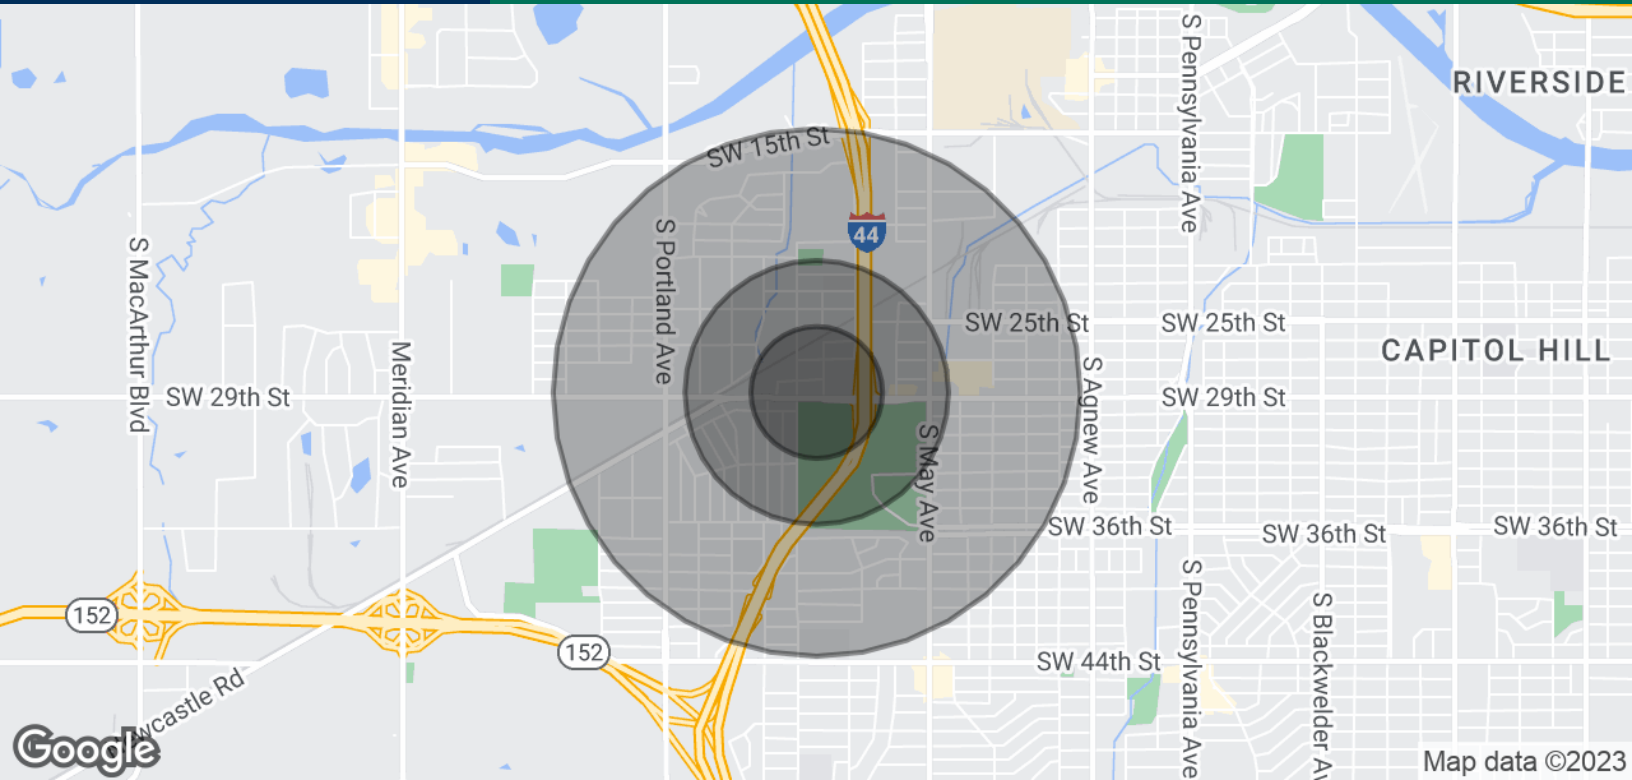 S Pennsylvania Ave
RIVERSIDE
SW 15th St
44
S MacArthur Blvd
S Portland Ave
SW 25th St
SW 25th St
Meridian Ave
CAPITOL HILL
S Agnew Ave
SW 29th St
SW 29th St
S May Ave
SW 36th St
SW 36th St
SW 36th St
S Pennsylvania Ave
S Blackwelder
152
152
SW 44th St
wcastle Rd
Google
Map data ©2023